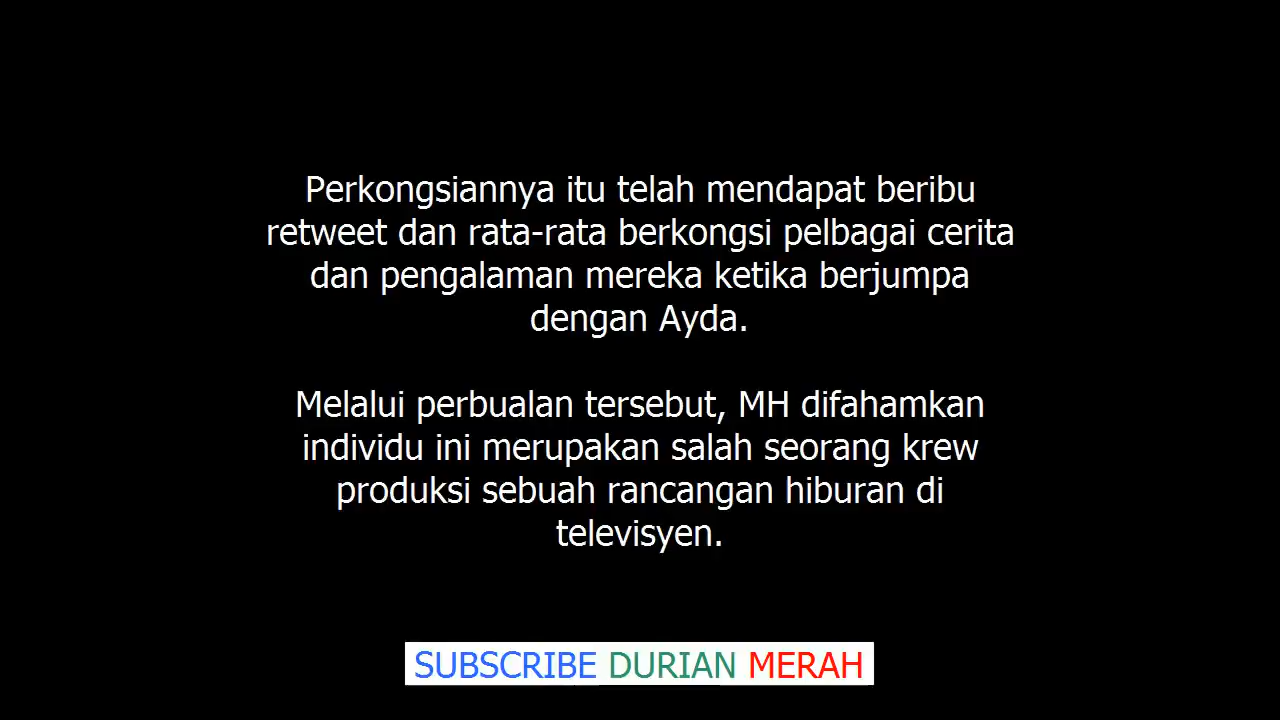 Perkongsiannya itu telah mendapat beribu
retweet dan rata-rata berkongsi pelbagai cerita
dan pengalaman mereka ketika berjumpa
dengan Ayda.
Melalui perbualan tersebut, MH difahamkan
individu ini merupakan salah seorang krew
produksi sebuah rancangan hiburan di
televisyen.
SUBSCRIBE DURIAN MERAH